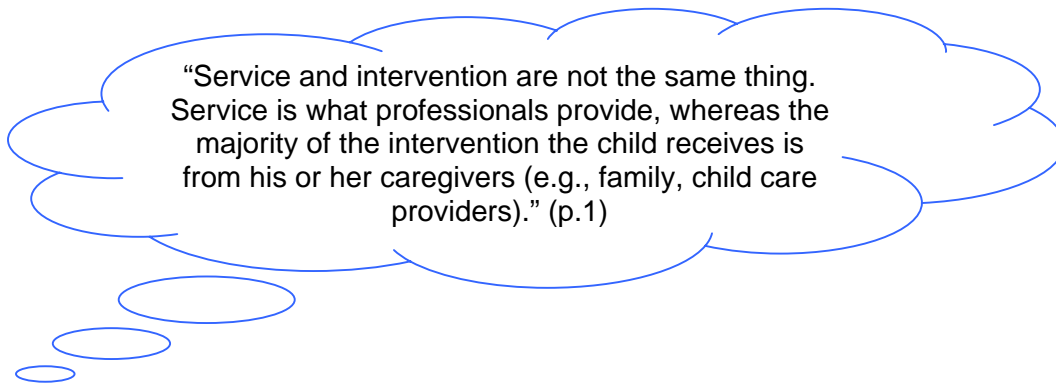 “Service and intervention are not the same thing.
Service is what professionals provide, whereas the
majority of the intervention the child receives is
from his or her caregivers (e.g., family, child care
providers).” (p.1)